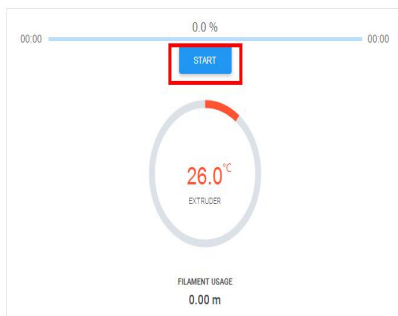 0.0 %
00:00 00:00
START
26.0°C
EXTRUDER
FILAMENT USAGE
0.00 m